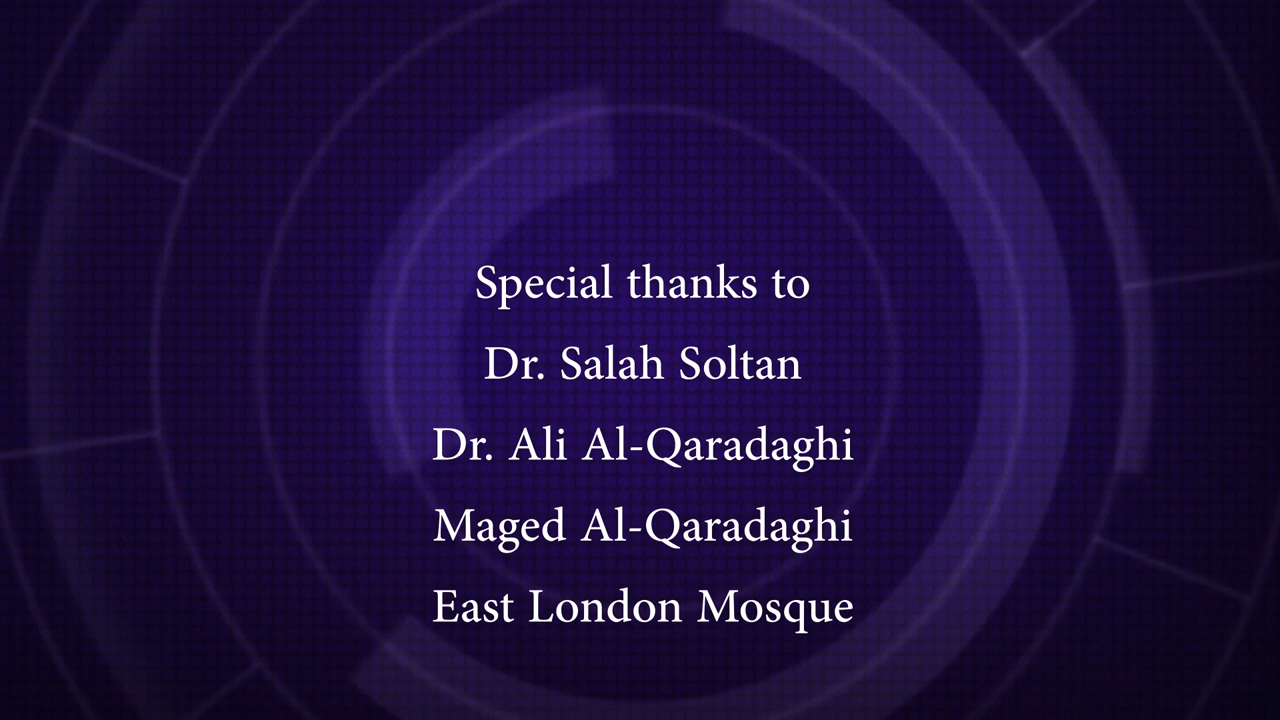 Special thanks to
Dr. Salah Soltan
Dr. Ali Al-Qaradaghi
Maged Al-Qaradaghi
East London Mosque